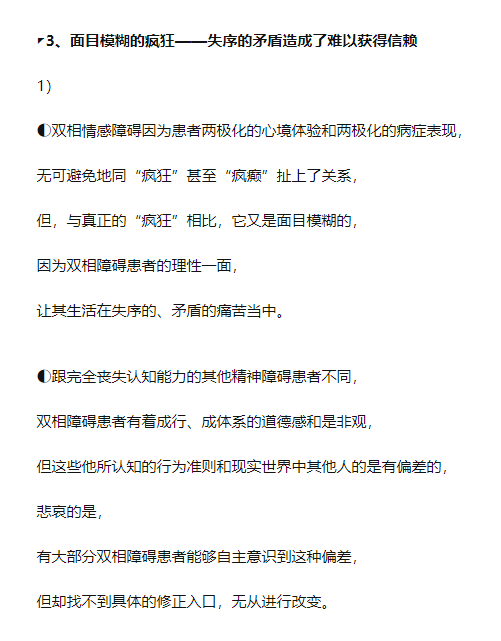 ◤3、面目模糊的疯狂——失序的矛盾造成了难以获得信赖
1）
◐双相情感障碍因为患者两极化的心境体验和两极化的病症表现，
无可避免地同“疯狂”甚至“疯癫”扯上了关系，
但，与真正的“疯狂”相比，它又是面目模糊的，
因为双相障碍患者的理性一面，
让其生活在失序的、矛盾的痛苦当中。
◐跟完全丧失认知能力的其他精神障碍患者不同，
双相障碍患者有着成行、成体系的道德感和是非观，
但这些他所认知的行为准则和现实世界中其他人的是有偏差的，
悲哀的是，
有大部分双相障碍患者能够自主意识到这种偏差，
但却找不到具体的修正入口，无从进行改变。